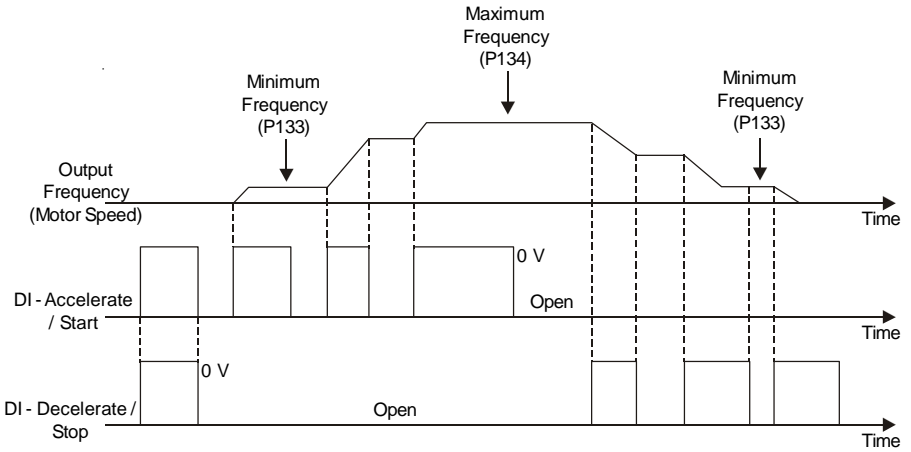 Maximum
Frequency
(P134)
Minimum
Frequency
(P133)
Minimum
Frequency
(P133)
Output
Frequency
(Motor Speed)
Time
0 V
DI - Accelerate
/ Start
Open
Time
0 V
DI - Decelerate /
Stop
Open
Time